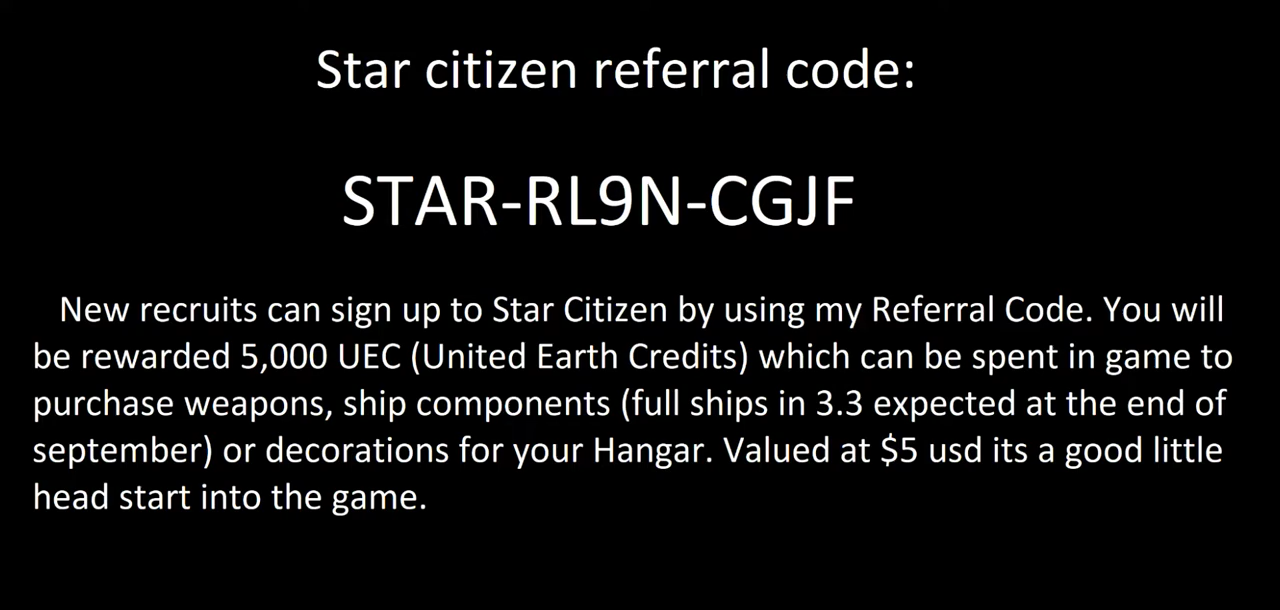 Star citizen referral code:
STAR-RL9N-CGJF
New recruits can sign up to Star Citizen by using my Referral Code. You will
be rewarded 5,000 UEC (United Earth Credits) which can be spent in game to
purchase weapons, ship components (full ships in 3.3 expected at the end of
september) or decorations for your Hangar. Valued at $5 usd its a good little
head start into the game.